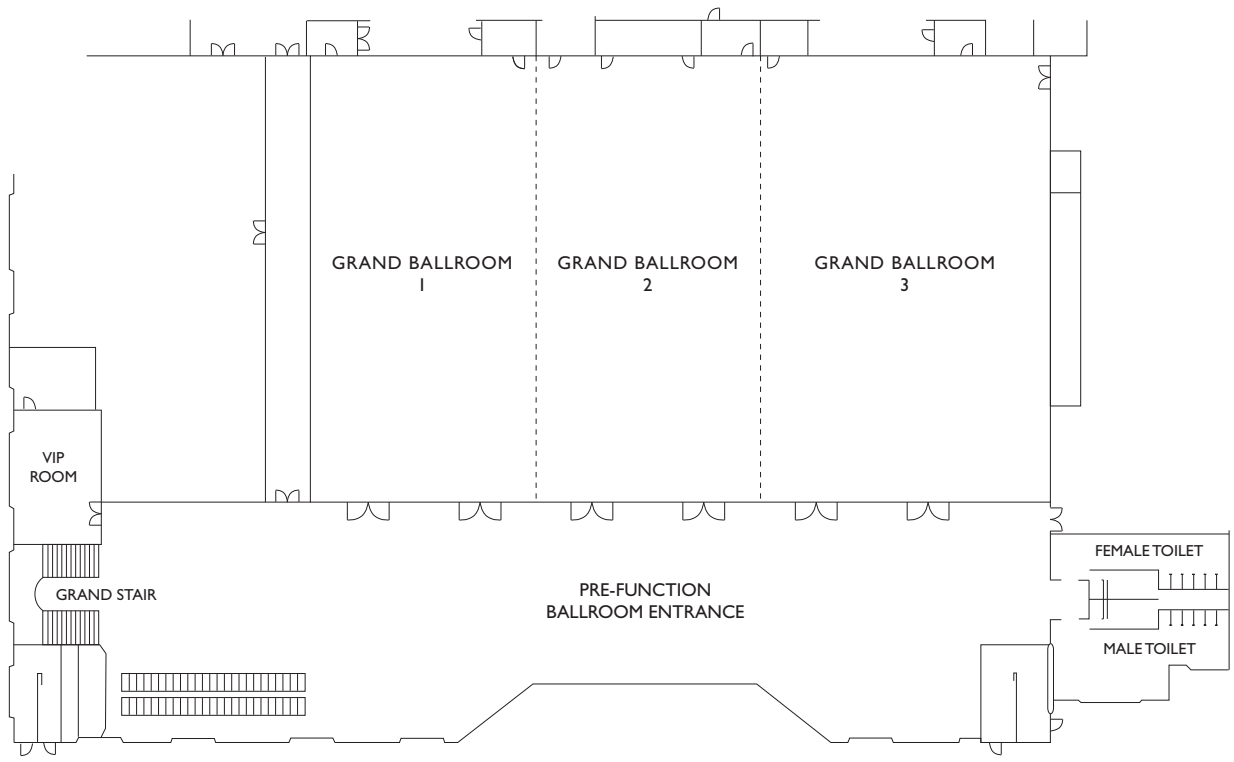 GRAND BALLROOM
1
GRAND BALLROOM
2
GRAND BALLROOM
3
VIP
ROOM
GRAND STAIR
PRE-FUNCTION
BALLROOM ENTRANCE
FEMALE TOILET
MALE TOILET